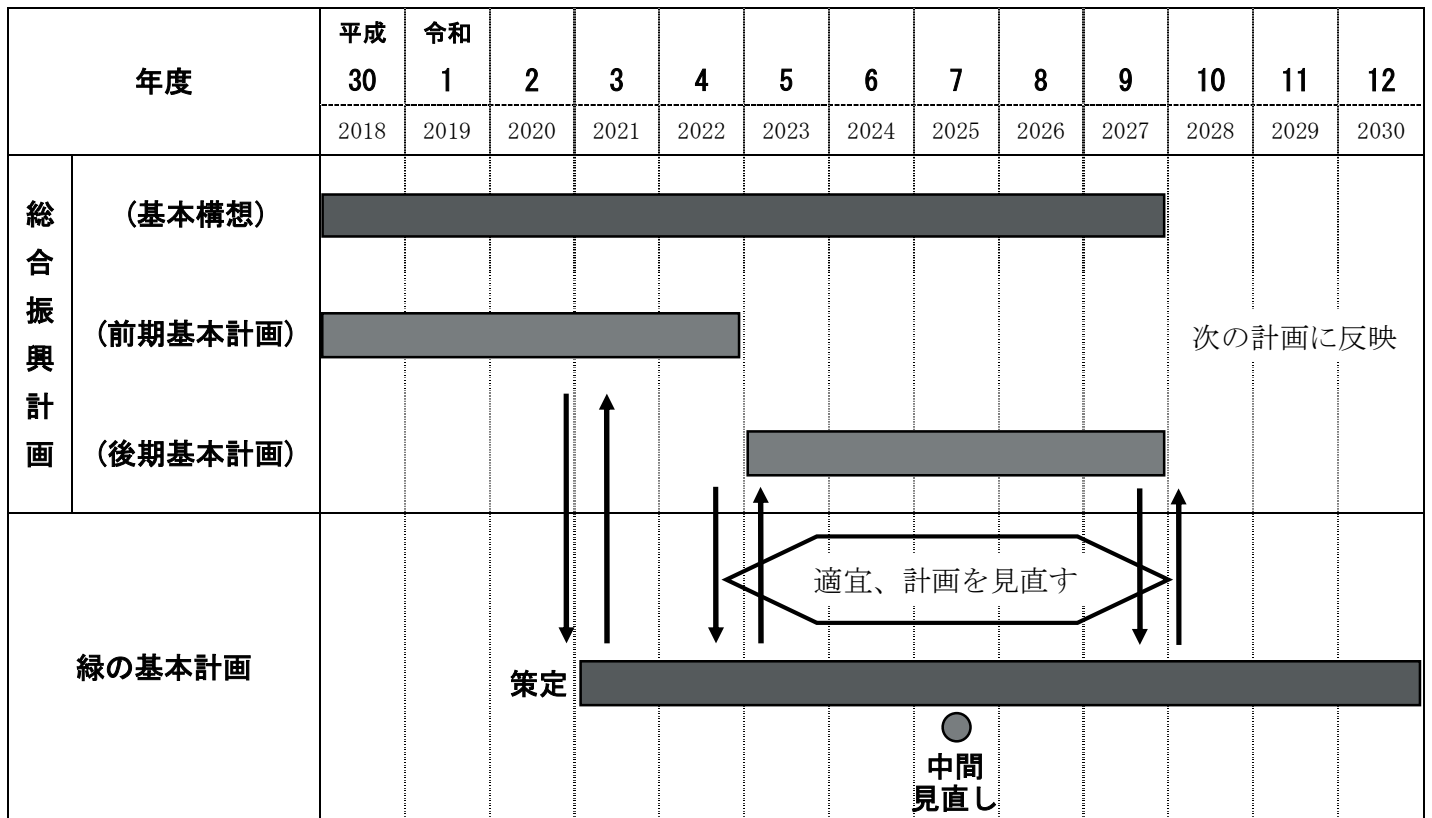 平成 令和
年度
30 1 2 3 4 5 6 7 8 9 10 11 12
2018 2019 2020 2021 2022 2023 2024 2025 2026 2027 2028 2029 2030
総合振興計画
(基本構想)
(前期基本計画)
次の計画に反映
(後期基本計画)
適宜、計画を見直す
緑の基本計画
策定
中間
見直し